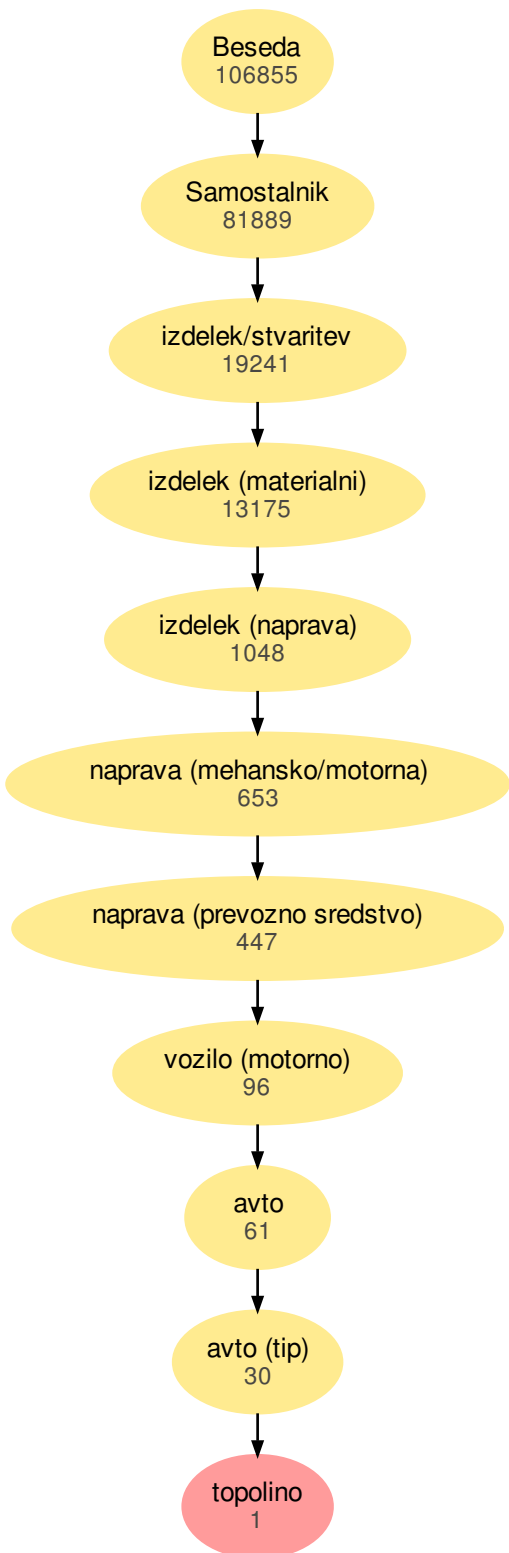 Beseda
106855
Samostalnik
81889
izdelek/stvaritev
19241
izdelek (materialni)
13175
izdelek (naprava)
1048
naprava (mehansko/motorna)
653
naprava (prevozno sredstvo)
447
vozilo (motorno)
96
avto
61
avto (tip)
30
topolino
1